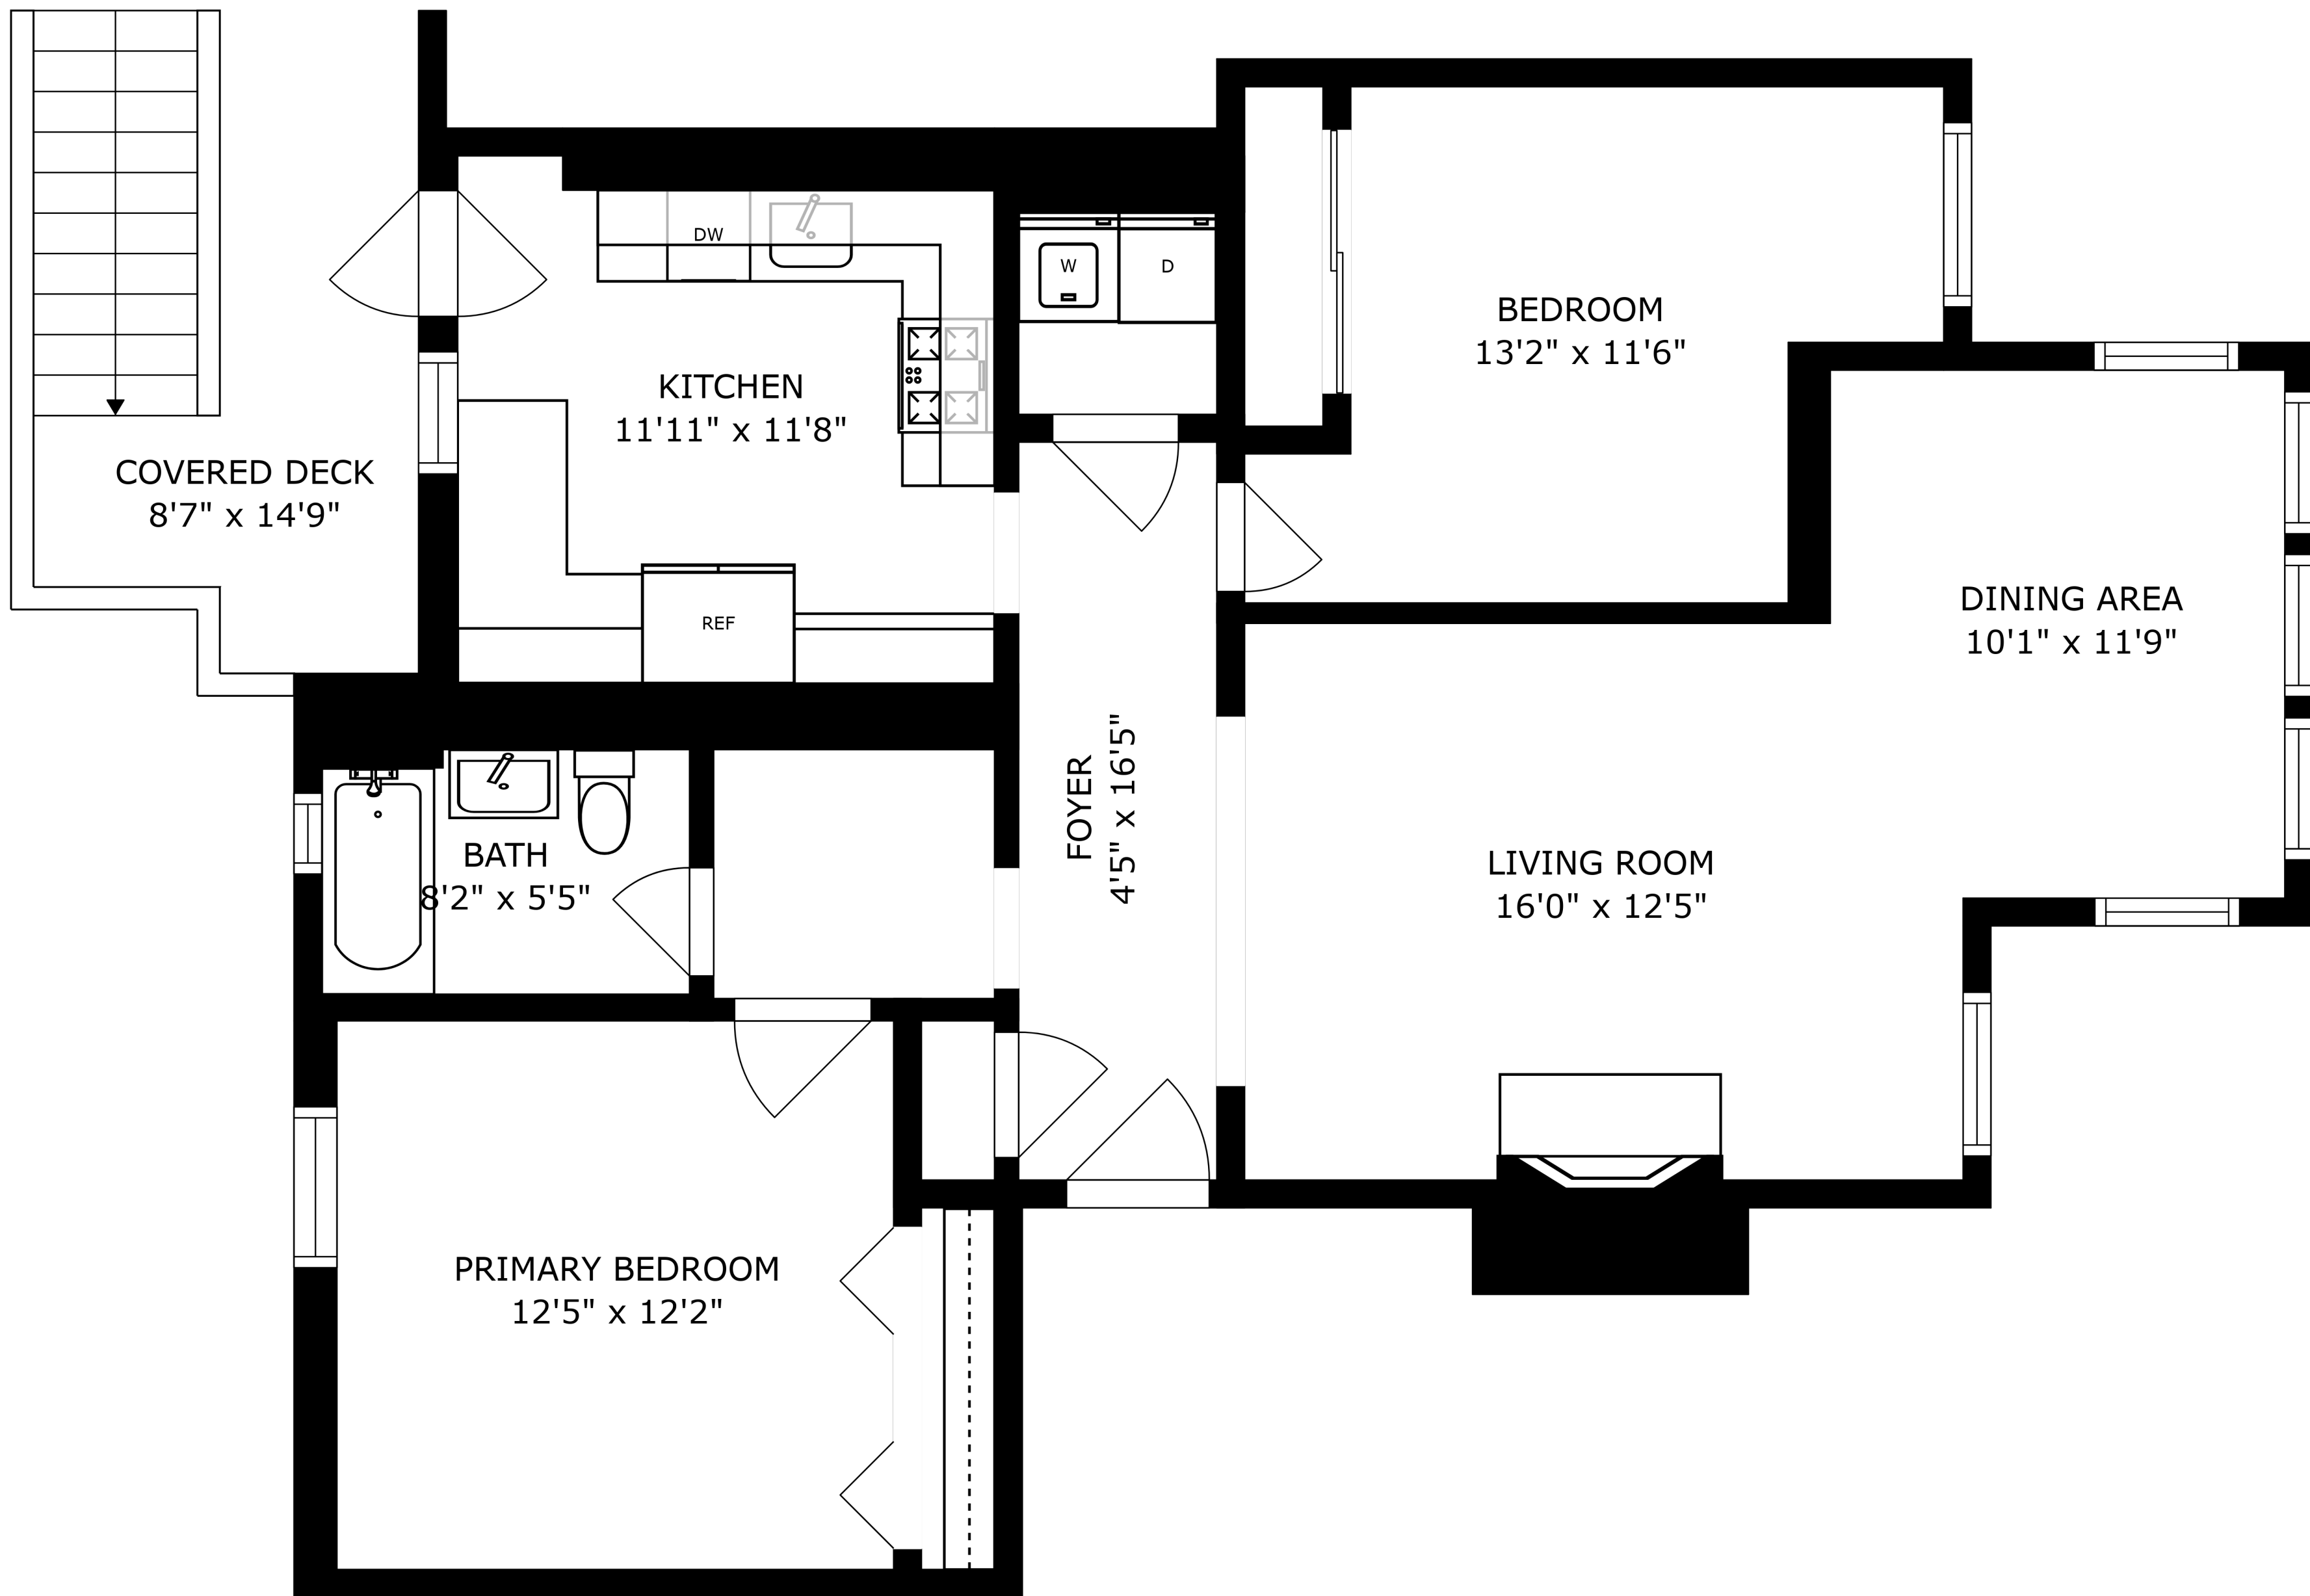 DW
W
D
BEDROOM
13'2" x 11'6"
KITCHEN
11'11" x 11'8"
COVERED DECK
8'7" x 14'9"
REF
DINING AREA
10'1" x 11'9"
FOYER
4'5" x 16'5"
BATH
8'2" x 5'5"
LIVING ROOM
16'0" x 12'5"
PRIMARY BEDROOM
12'5" x 12'2"